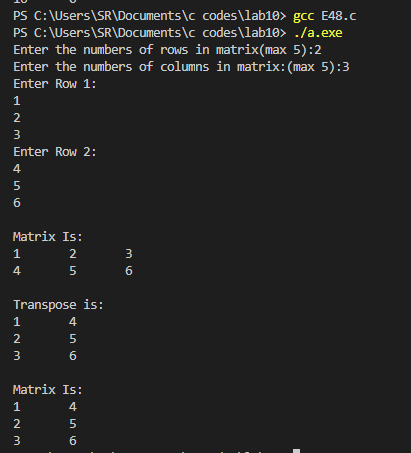 PS C:\Users\SR\Documents\c codes\lab10> gcc E48.c
PS C:\Users\SR\Documents\c codes\lab10> ./a.exe
Enter the numbers of rows in matrix(max 5):2
Enter the numbers of columns in matrix:(max 5):3
Enter Row 1:
1
2
3
Enter Row 2:
4
5
6
Matrix Is:
1 2 3
4 5 6
Transpose is:
1 4
2 5
3 6
Matrix Is:
1 4
2 5
3 6